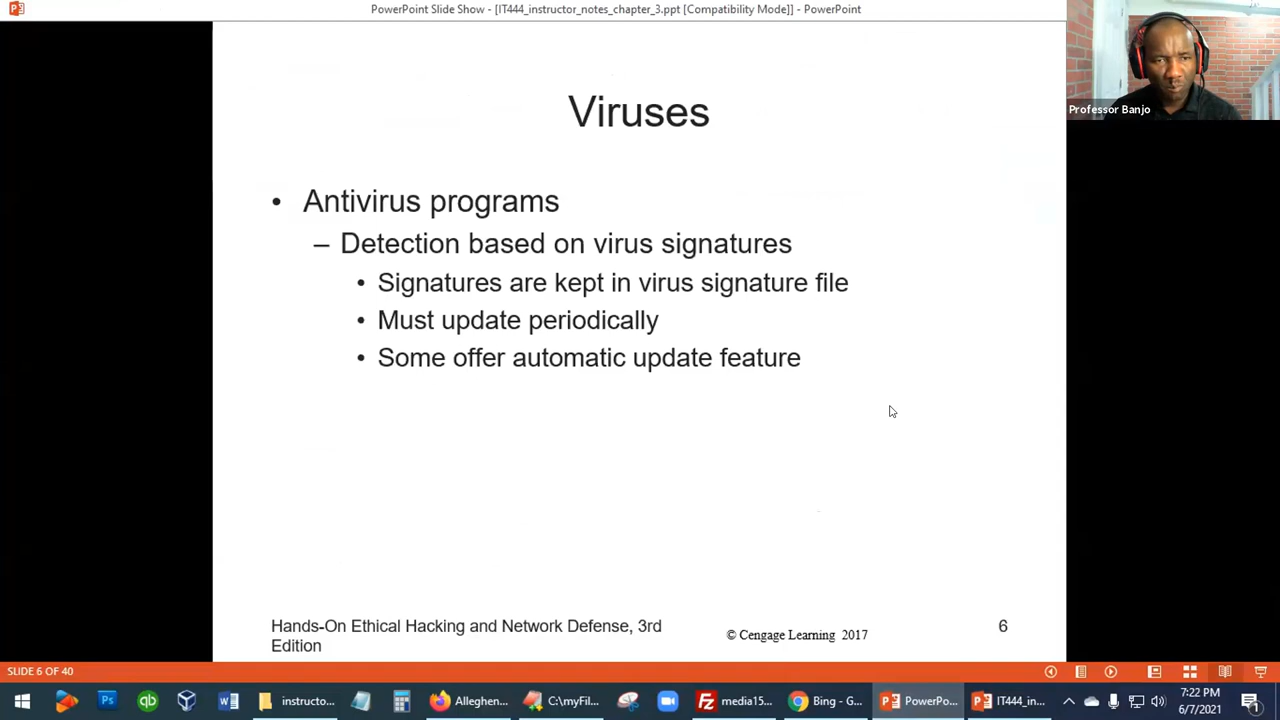 PowerPoint Slide Show - [IT444_instructor_notes_chapter_3.ppt [Compatibility Mode]] - PowerPoint
Professor Banjo
Viruses
• Antivirus programs
– Detection based on virus signatures
• Signatures are kept in virus signature file
• Must update periodically
• Some offer automatic update feature
Hands-On Ethical Hacking and Network Defense, 3rd
Edition
© Cengage Learning 2017
6
SLIDE 6 OF 40
instructo...
Alleghen...
C:\myFil...
media15...
Bing - G...
PowerPo...
IT444_in...
7:22 PM
6/7/2021